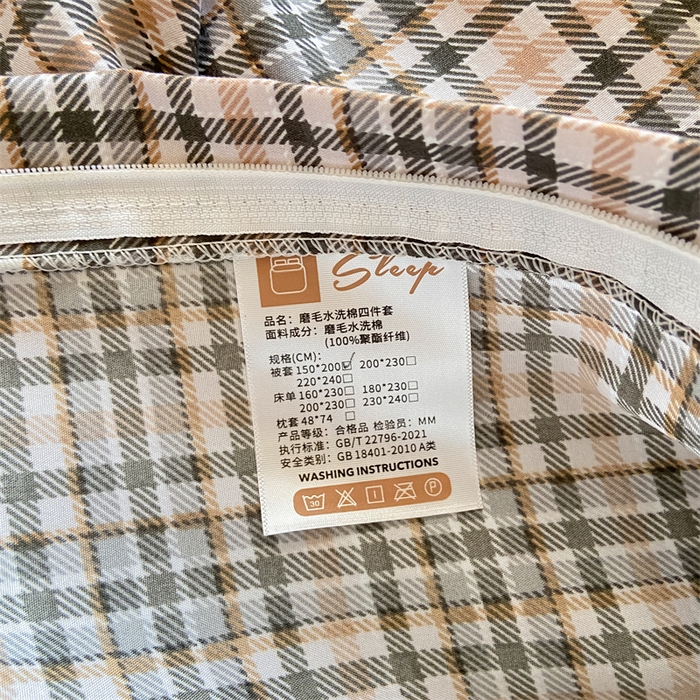 Sleep
品名：磨毛水洗棉四件套
面料成分：磨毛水洗棉
(100%聚酯纤维)
规格(CM)：
被套 150*200☑ 200*230☐
220*240☐
床单 160*230☐ 180*230☐
200*230☐ 230*240☐
枕套 48*74 ☐
产品等级：合格品 检验员：MM
执行标准：GB/T 22796-2021
安全类别：GB 18401-2010 A类
WASHING INSTRUCTIONS
30 P